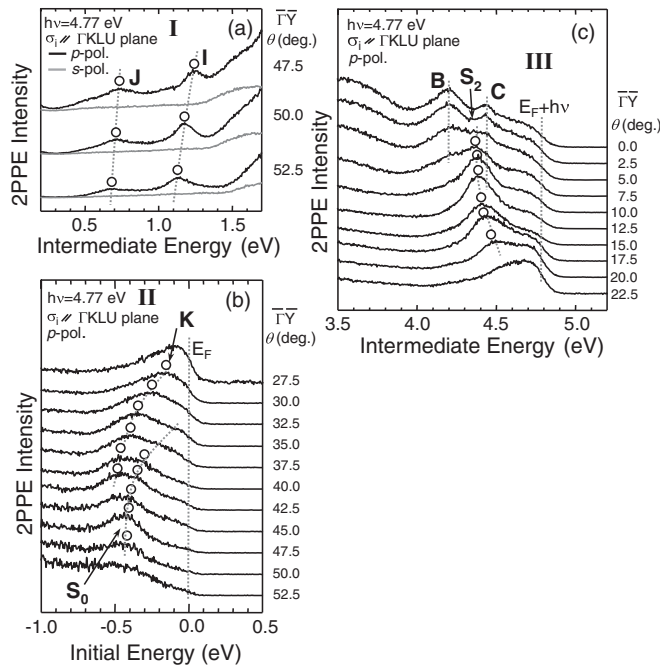 hν=4.77 eV I (a)
σi // ΓKLU plane
p-pol.
s-pol.
J I
Γ̄Ȳ
θ (deg.)
47.5
50.0
52.5
2PPE Intensity
0.5 1.0 1.5
Intermediate Energy (eV)
hν=4.77 eV II (b)
σi // ΓKLU plane
p-pol.
K
EF
Γ̄Ȳ
θ (deg.)
27.5
30.0
32.5
35.0
37.5
40.0
42.5
45.0
47.5
50.0
52.5
S0
2PPE Intensity
-1.0 -0.5 0.0 0.5
Initial Energy (eV)
hν=4.77 eV (c)
σi // ΓKLU plane
p-pol. III
B S2 C
EF+hν
Γ̄Ȳ
θ (deg.)
0.0
2.5
5.0
7.5
10.0
12.5
15.0
17.5
20.0
22.5
2PPE Intensity
3.5 4.0 4.5 5.0
Intermediate Energy (eV)